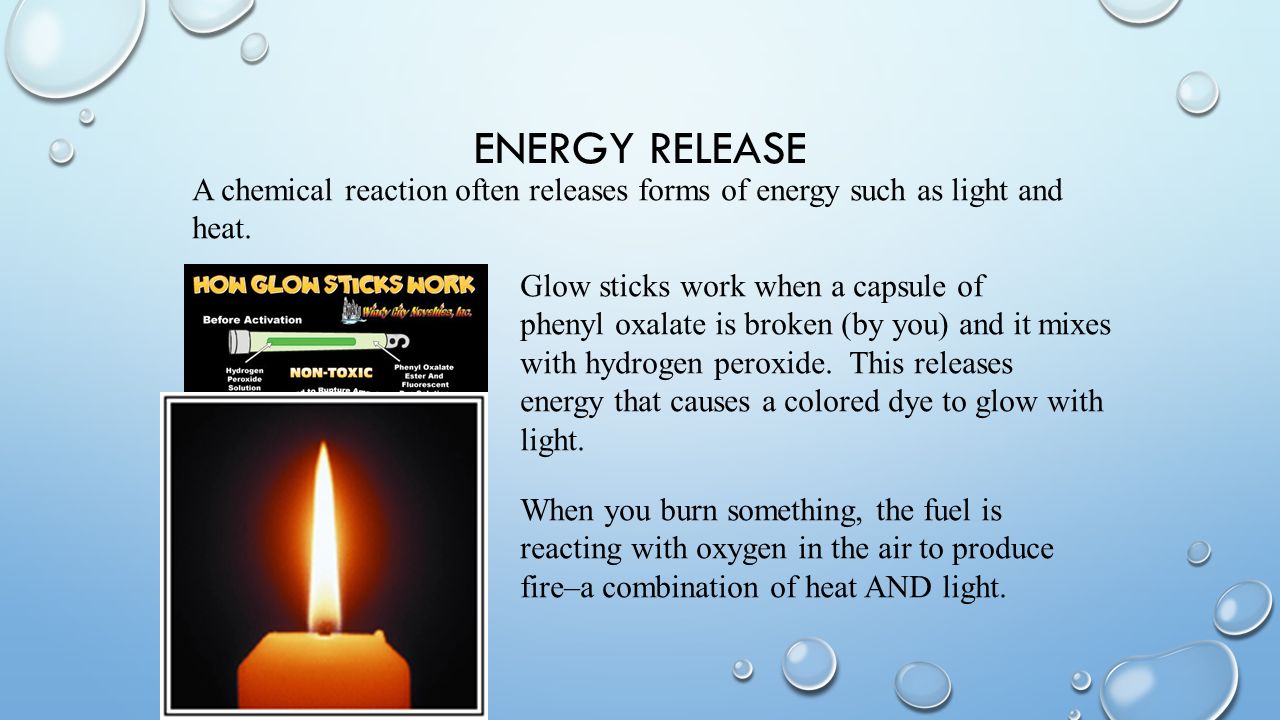 ENERGY RELEASE
A chemical reaction often releases forms of energy such as light and
heat.
HOW GLOW STICKS WORK
Windy City Novelties, Inc.
Before Activation
Hydrogen
Peroxide
Solution
NON-TOXIC
Phenyl Oxalate
Ester And
Fluorescent
to Rupture
Glow sticks work when a capsule of
phenyl oxalate is broken (by you) and it mixes
with hydrogen peroxide.  This releases
energy that causes a colored dye to glow with
light.
When you burn something, the fuel is
reacting with oxygen in the air to produce
fire–a combination of heat AND light.